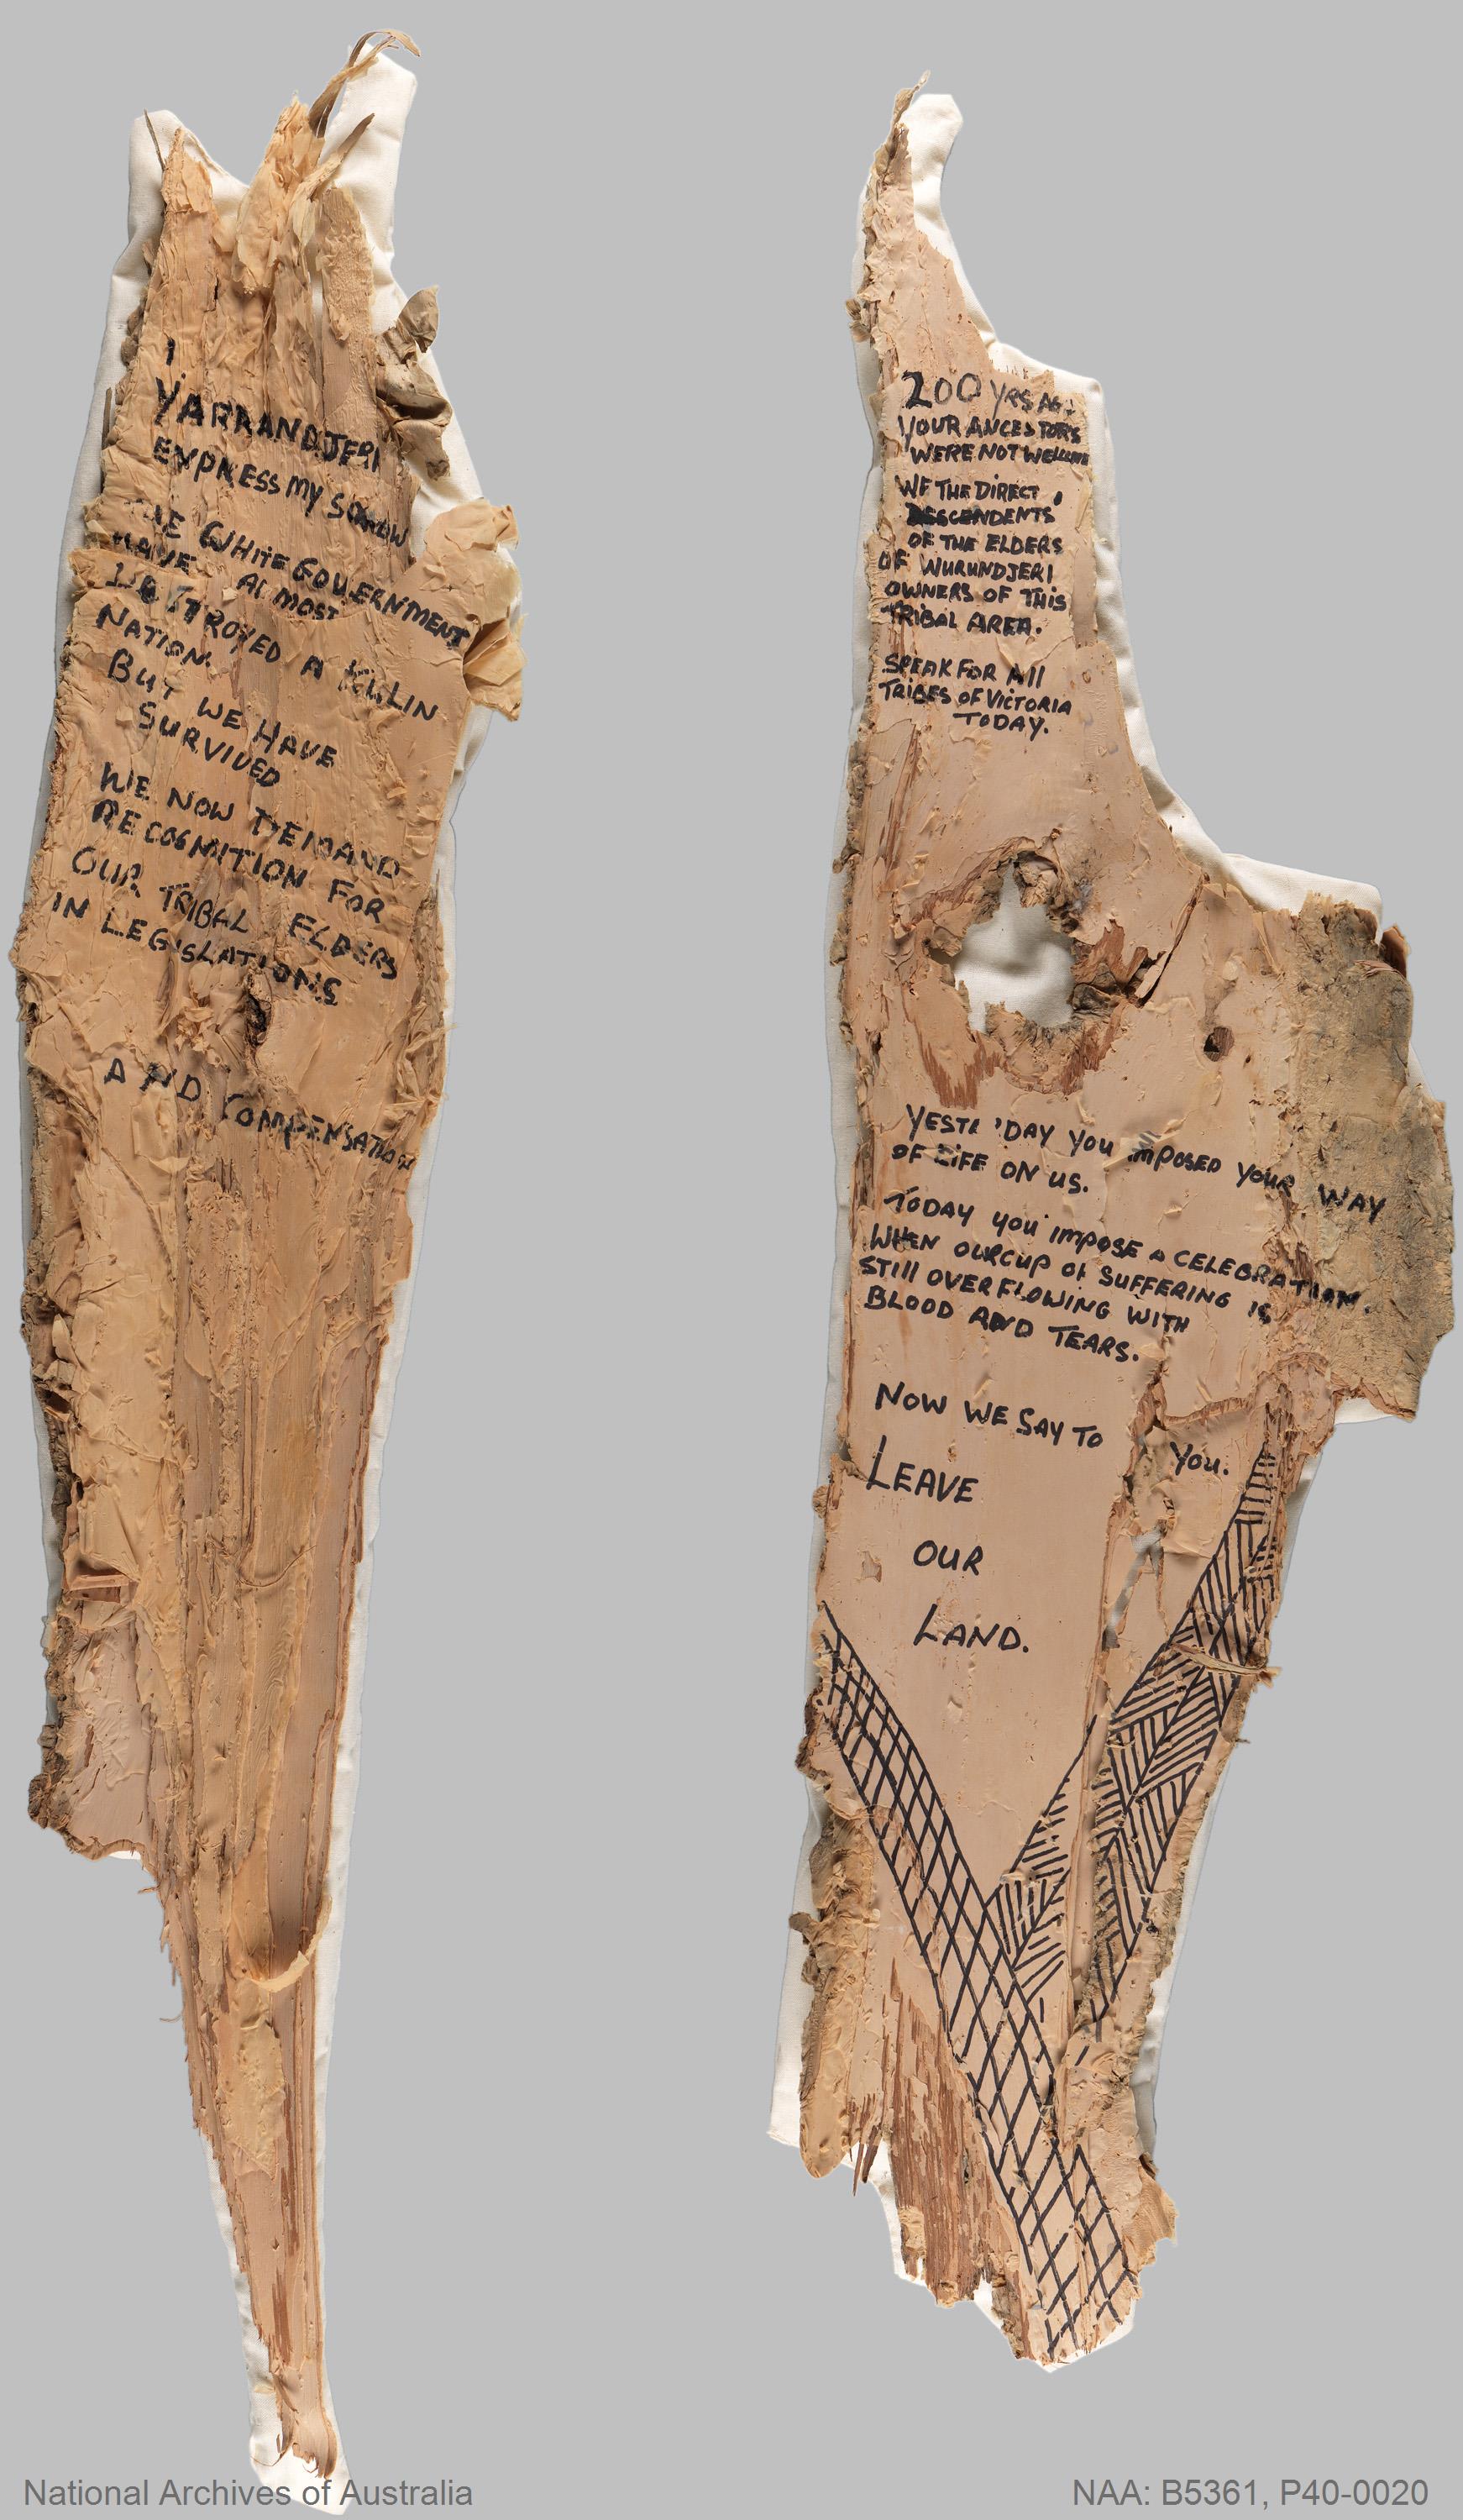 I
YARRANDJERI
EXPRESS MY SORROW
THE WHITE GOVERNMENT
HAVE ALMOST
DESTROYED A KULIN
NATION.
BUT WE HAVE
SURVIVED
WE NOW DEMAND
RECOGNITION FOR
OUR TRIBAL ELDERS
IN LEGISLATIONS
AND COMPENSATION
200 YRS AGO
YOUR ANCESTORS
WERE NOT WELCOME
WE THE DIRECT
DESCENDENTS
OF THE ELDERS
OF WURUNDJERI
OWNERS OF THIS
TRIBAL AREA.
SPEAK FOR All
TRIBES OF VICTORIA
TODAY.
YESTE'DAY YOU IMPOSED YOUR WAY
OF LIFE ON US.
TODAY YOU IMPOSE A CELEBRATION.
WHEN OUR CUP OF SUFFERING IS
STIll OVERFLOWING WITH
BLOOD AND TEARS.
NOW WE SAY TO YOU.
LEAVE
OUR
LAND.
National Archives of Australia
NAA: B5361, P40-0020